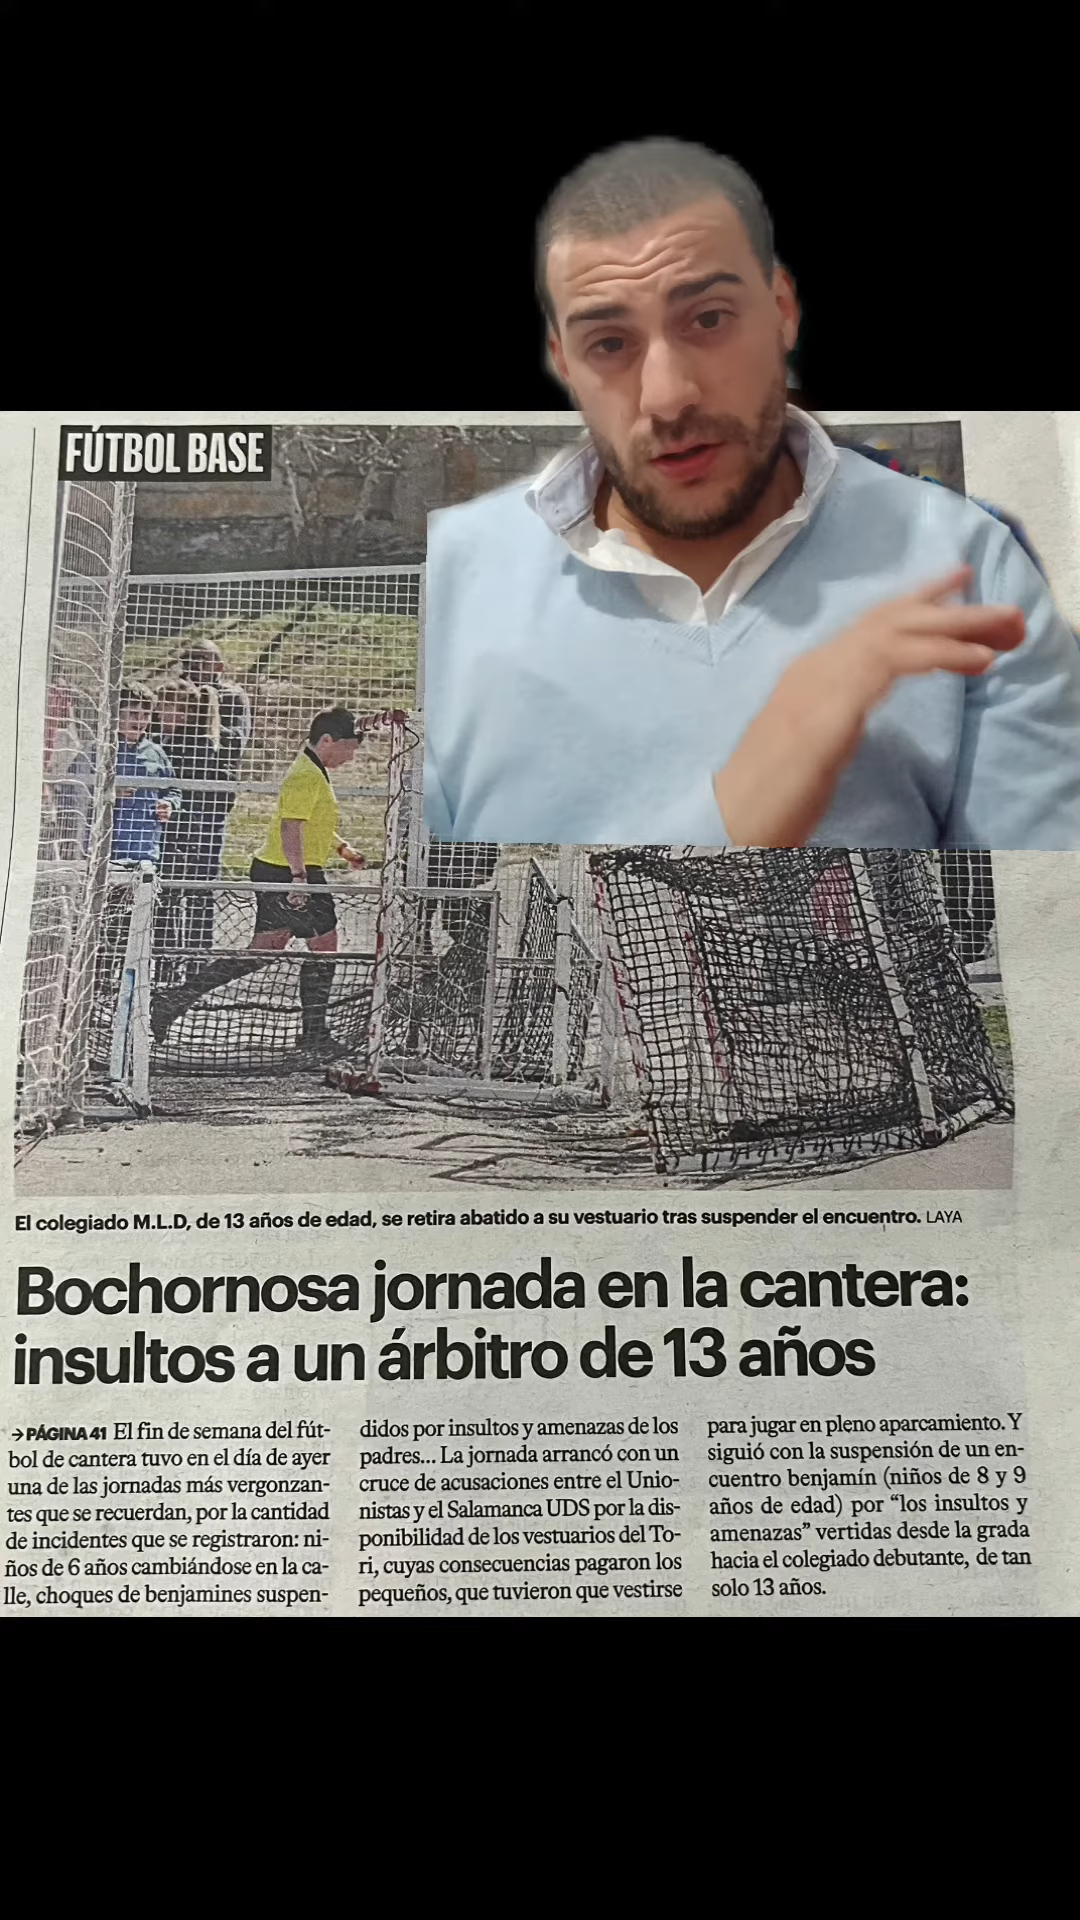 FÚTBOL BASE
El colegiado M.L.D, de 13 años de edad, se retira abatido a su vestuario tras suspender el encuentro. LAYA
Bochornosa jornada en la cantera:
insultos a un árbitro de 13 años
→PÁGINA 41 El fin de semana del fút-
bol de cantera tuvo en el día de ayer
una de las jornadas más vergonzan-
tes que se recuerdan, por la cantidad
de incidentes que se registraron: ni-
ños de 6 años cambiándose en la ca-
lle, choques de benjamines suspen-
didos por insultos y amenazas de los
padres... La jornada arrancó con un
cruce de acusaciones entre el Unio-
nistas y el Salamanca UDS por la dis-
ponibilidad de los vestuarios del To-
ri, cuyas consecuencias pagaron los
pequeños, que tuvieron que vestirse
para jugar en pleno aparcamiento. Y
siguió con la suspensión de un en-
cuentro benjamín (niños de 8 y 9
años de edad) por “los insultos y
amenazas” vertidas desde la grada
hacia el colegiado debutante, de tan
solo 13 años.